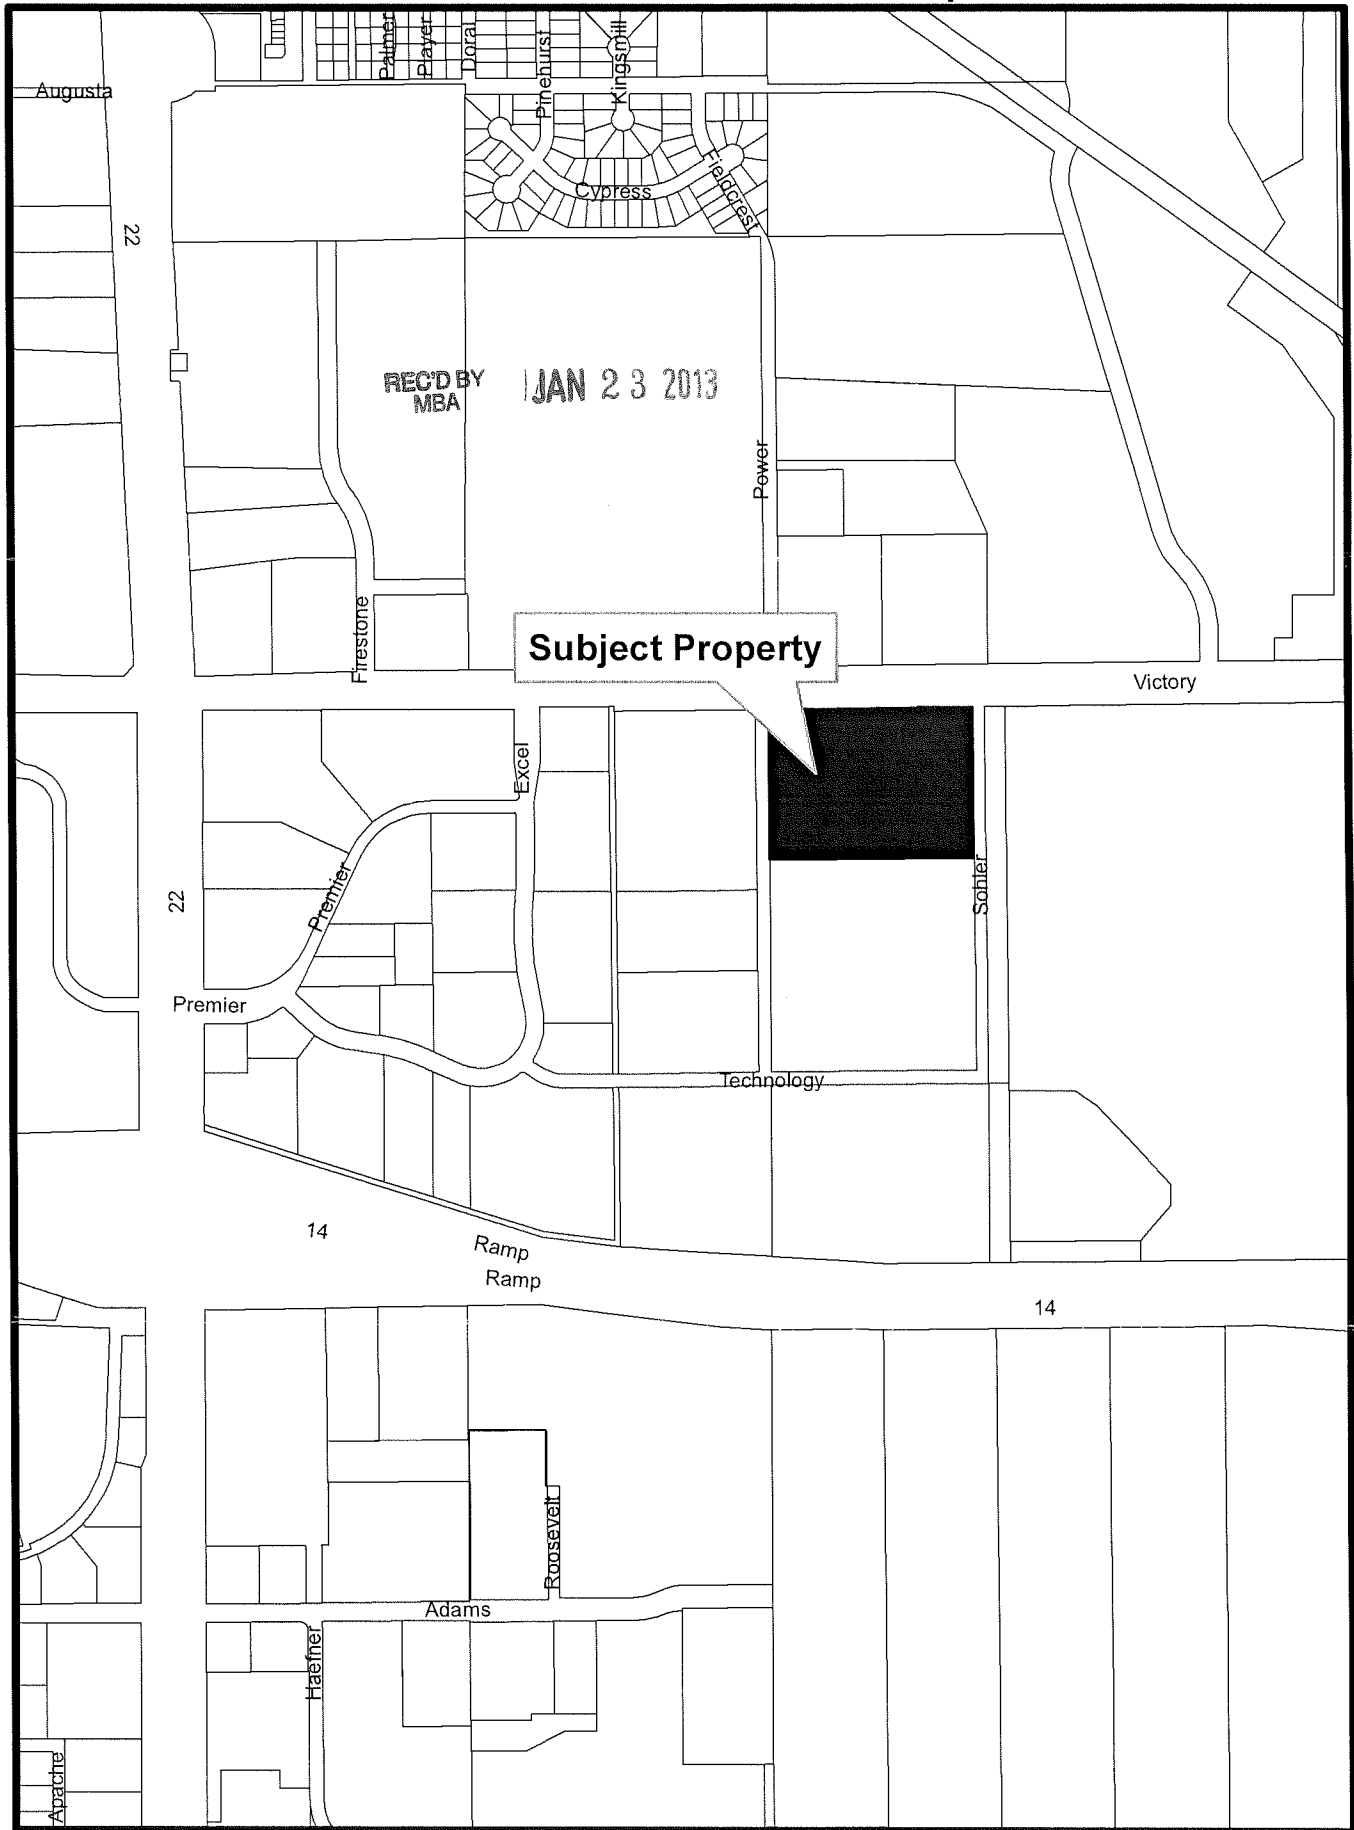 Palmer
Player
Doral
Pinehurst
Kingsmill
Augusta
Cypress
Fieldcrest
22
REC'D BY
MBA
JAN 23 2013
Power
Firestone
Subject Property
Victory
Excel
Premier
22
Sohler
Premier
Technology
14
Ramp
Ramp
14
Roosevelt
Adams
Haefner
Apache